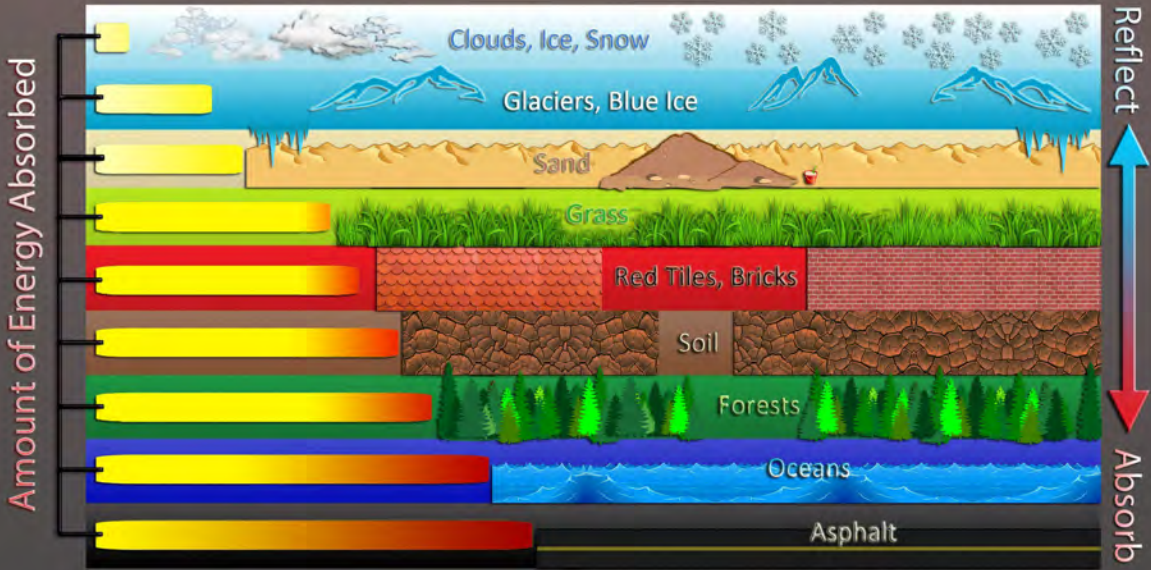 Amount of Energy Absorbed
Clouds, Ice, Snow
Glaciers, Blue Ice
Sand
Grass
Red Tiles, Bricks
Soil
Forests
Oceans
Asphalt
Reflect
Absorb